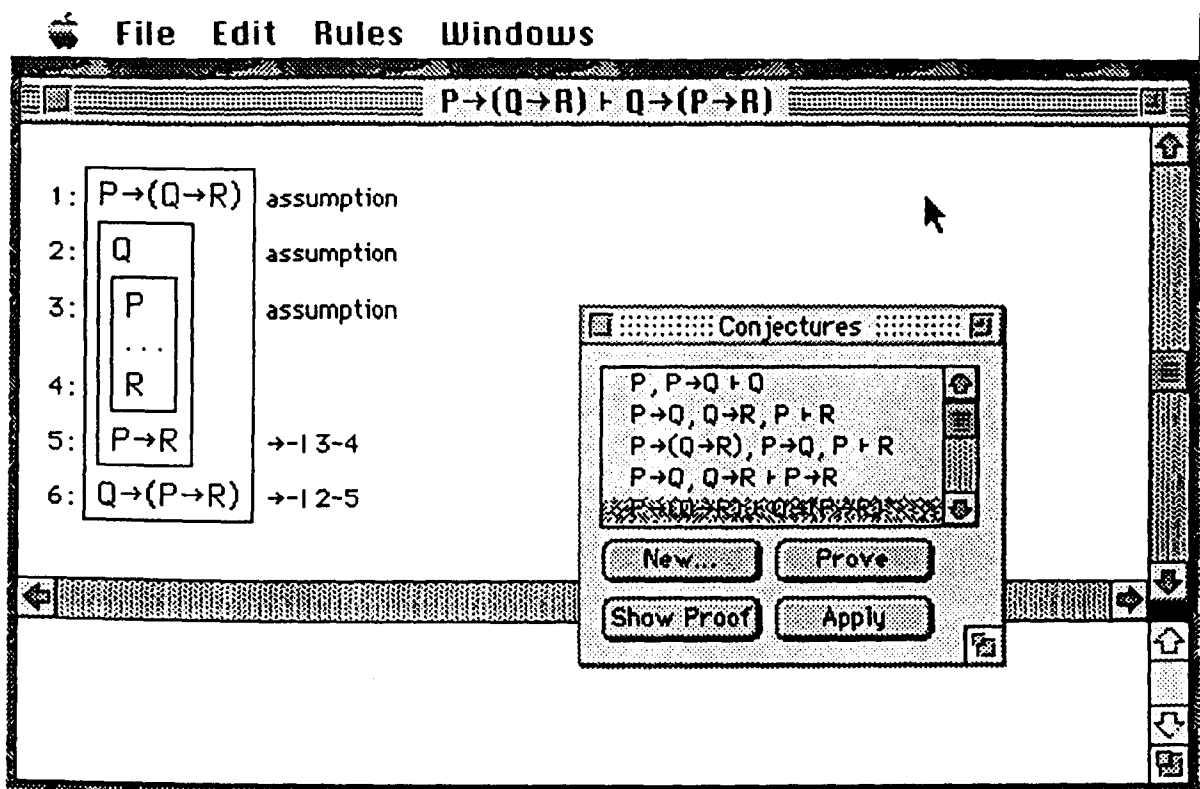 File Edit Rules Windows
P→(Q→R) ⊢ Q→(P→R)
1: P→(Q→R) assumption
2: Q assumption
3: P assumption
...
4: R
5: P→R →-I 3-4
6: Q→(P→R) →-I 2-5
Conjectures
P, P→Q ⊢ Q
P→Q, Q→R, P ⊢ R
P→(Q→R), P→Q, P ⊢ R
P→Q, Q→R ⊢ P→R
P→(Q→R) ⊢ Q→(P→R)
New... Prove
Show Proof Apply